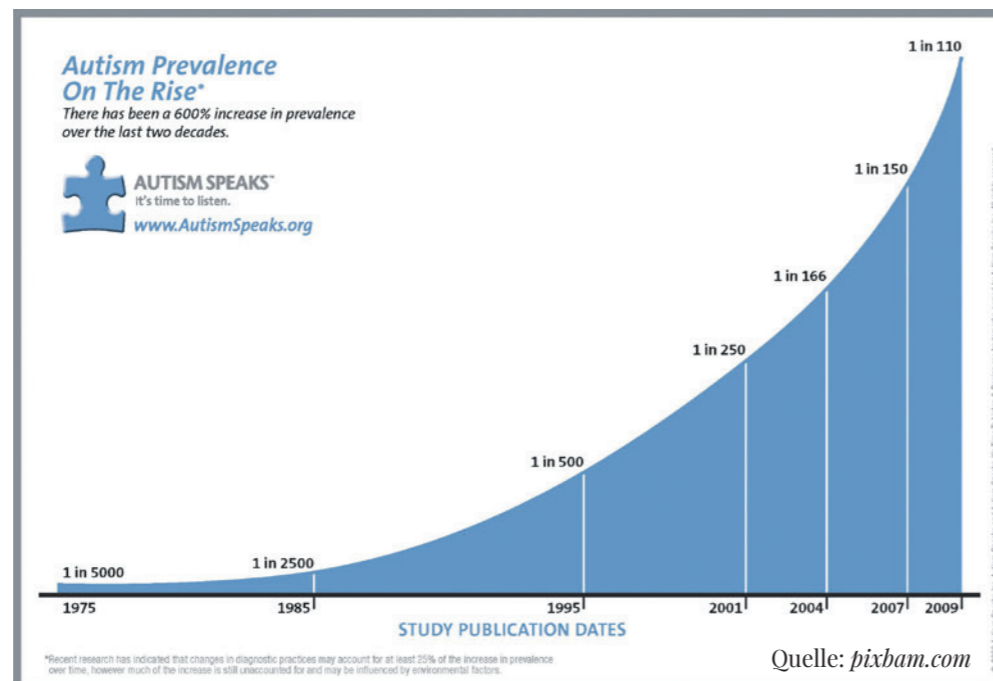 Autism Prevalence
On The Rise*
There has been a 600% increase in prevalence
over the last two decades.
AUTISM SPEAKS™
It's time to listen.
www.AutismSpeaks.org
1 in 110
1 in 150
1 in 166
1 in 250
1 in 500
1 in 2500
1 in 5000
1975 1985 1995 2001 2004 2007 2009
STUDY PUBLICATION DATES
*Recent research has indicated that changes in diagnostic practices may account for at least 25% of the increase in prevalence
over time, however much of the increase is still unaccounted for and may be influenced by environmental factors.
Quelle: pixbam.com